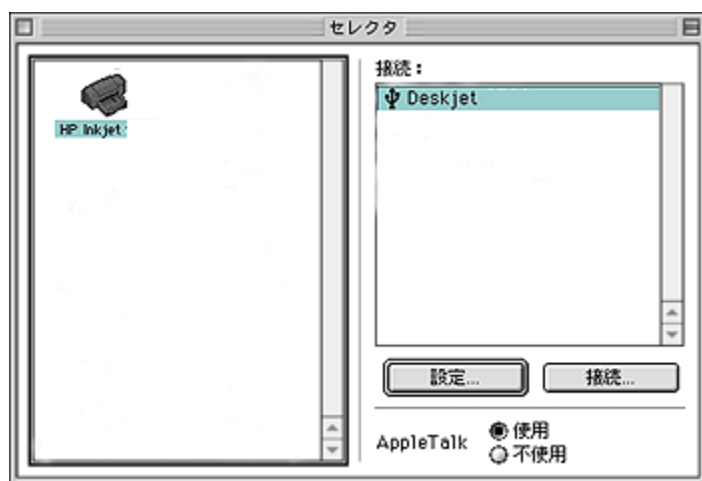 セレクタ
HP Inkjet
接続：
Deskjet
設定...
接続...
AppleTalk
使用
不使用